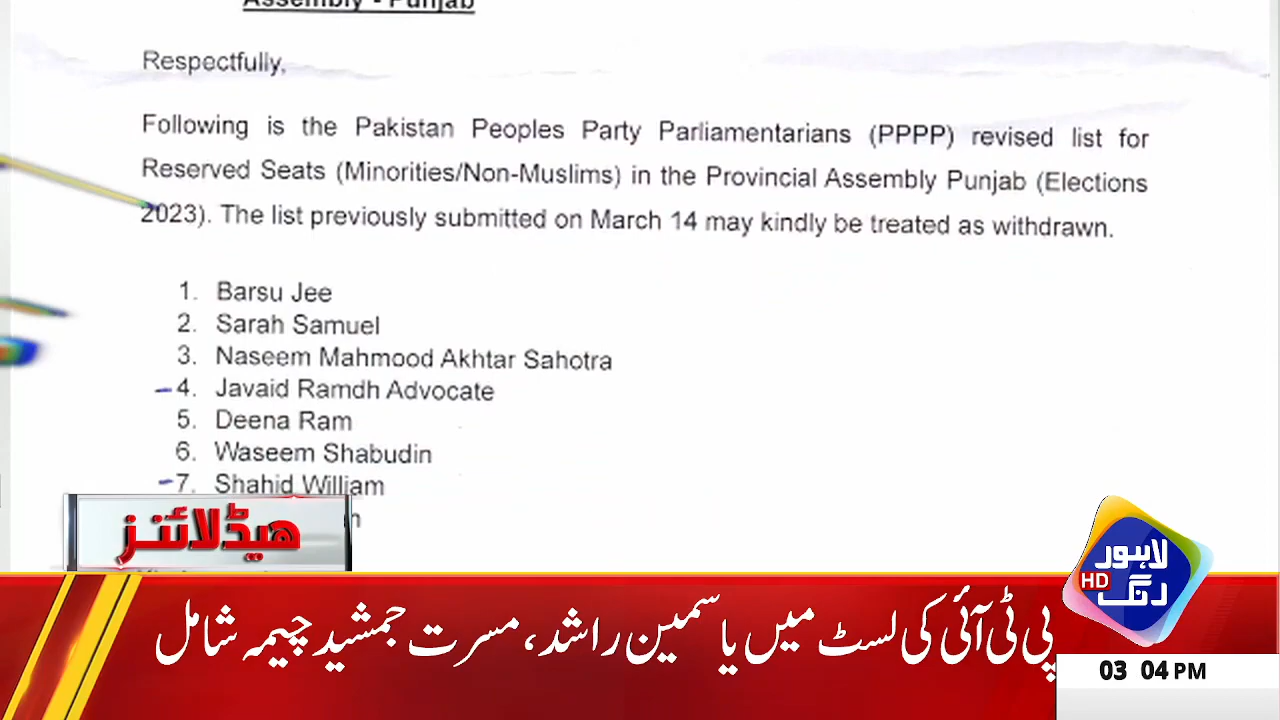 Assembly - Punjab
Respectfully,
Following is the Pakistan Peoples Party Parliamentarians (PPPP) revised list for
Reserved Seats (Minorities/Non-Muslims) in the Provincial Assembly Punjab (Elections
2023). The list previously submitted on March 14 may kindly be treated as withdrawn.
1. Barsu Jee
2. Sarah Samuel
3. Naseem Mahmood Akhtar Sahotra
4. Javaid Ramdh Advocate
5. Deena Ram
6. Waseem Shabudin
7. Shahid William
ہیڈلائنز
لاہور
رنگ
HD
پی ٹی آئی کی لسٹ میں یاسمین راشد، مسرت جمشید چیمہ شامل
03 04 PM